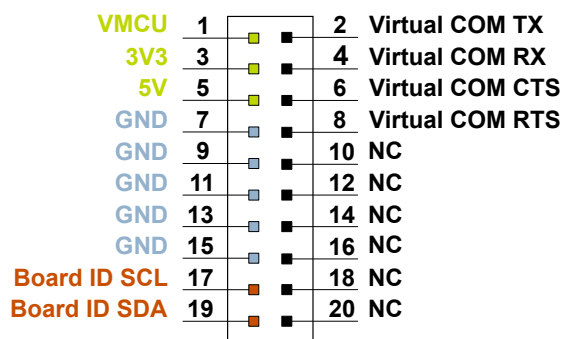 VMCU 1 2 Virtual COM TX
3V3 3 4 Virtual COM RX
5V 5 6 Virtual COM CTS
GND 7 8 Virtual COM RTS
GND 9 10 NC
GND 11 12 NC
GND 13 14 NC
GND 15 16 NC
Board ID SCL 17 18 NC
Board ID SDA 19 20 NC